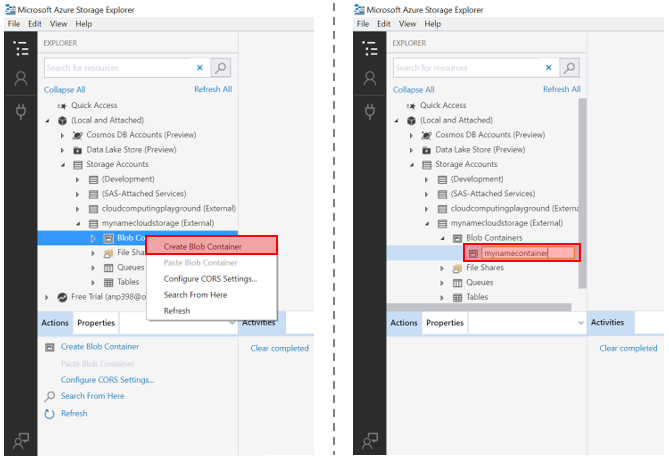 Microsoft Azure Storage Explorer
File Edit View Help
EXPLORER
Search for resources
Collapse All Refresh All
Quick Access
(Local and Attached)
Cosmos DB Accounts (Preview)
Data Lake Store (Preview)
Storage Accounts
(Development)
(SAS-Attached Services)
cloudcomputingplayground (External)
mynamecloudstorage (External)
Blob Co
File Sha
Queues
Tables
Free Trial (anp398@o
Create Blob Container
Paste Blob Container
Configure CORS Settings...
Search From Here
Refresh
Actions Properties
Create Blob Container
Paste Blob Container
Configure CORS Settings...
Search From Here
Refresh
Activities
Clear completed
Microsoft Azure Storage Explorer
File Edit View Help
EXPLORER
Search for resources
Collapse All Refresh All
Quick Access
(Local and Attached)
Cosmos DB Accounts (Preview)
Data Lake Store (Preview)
Storage Accounts
(Development)
(SAS-Attached Services)
cloudcomputingplayground (Externa
mynamecloudstorage (External)
Blob Containers
mynamecontainer
File Shares
Queues
Tables
Actions Properties
Activities
Clear completed